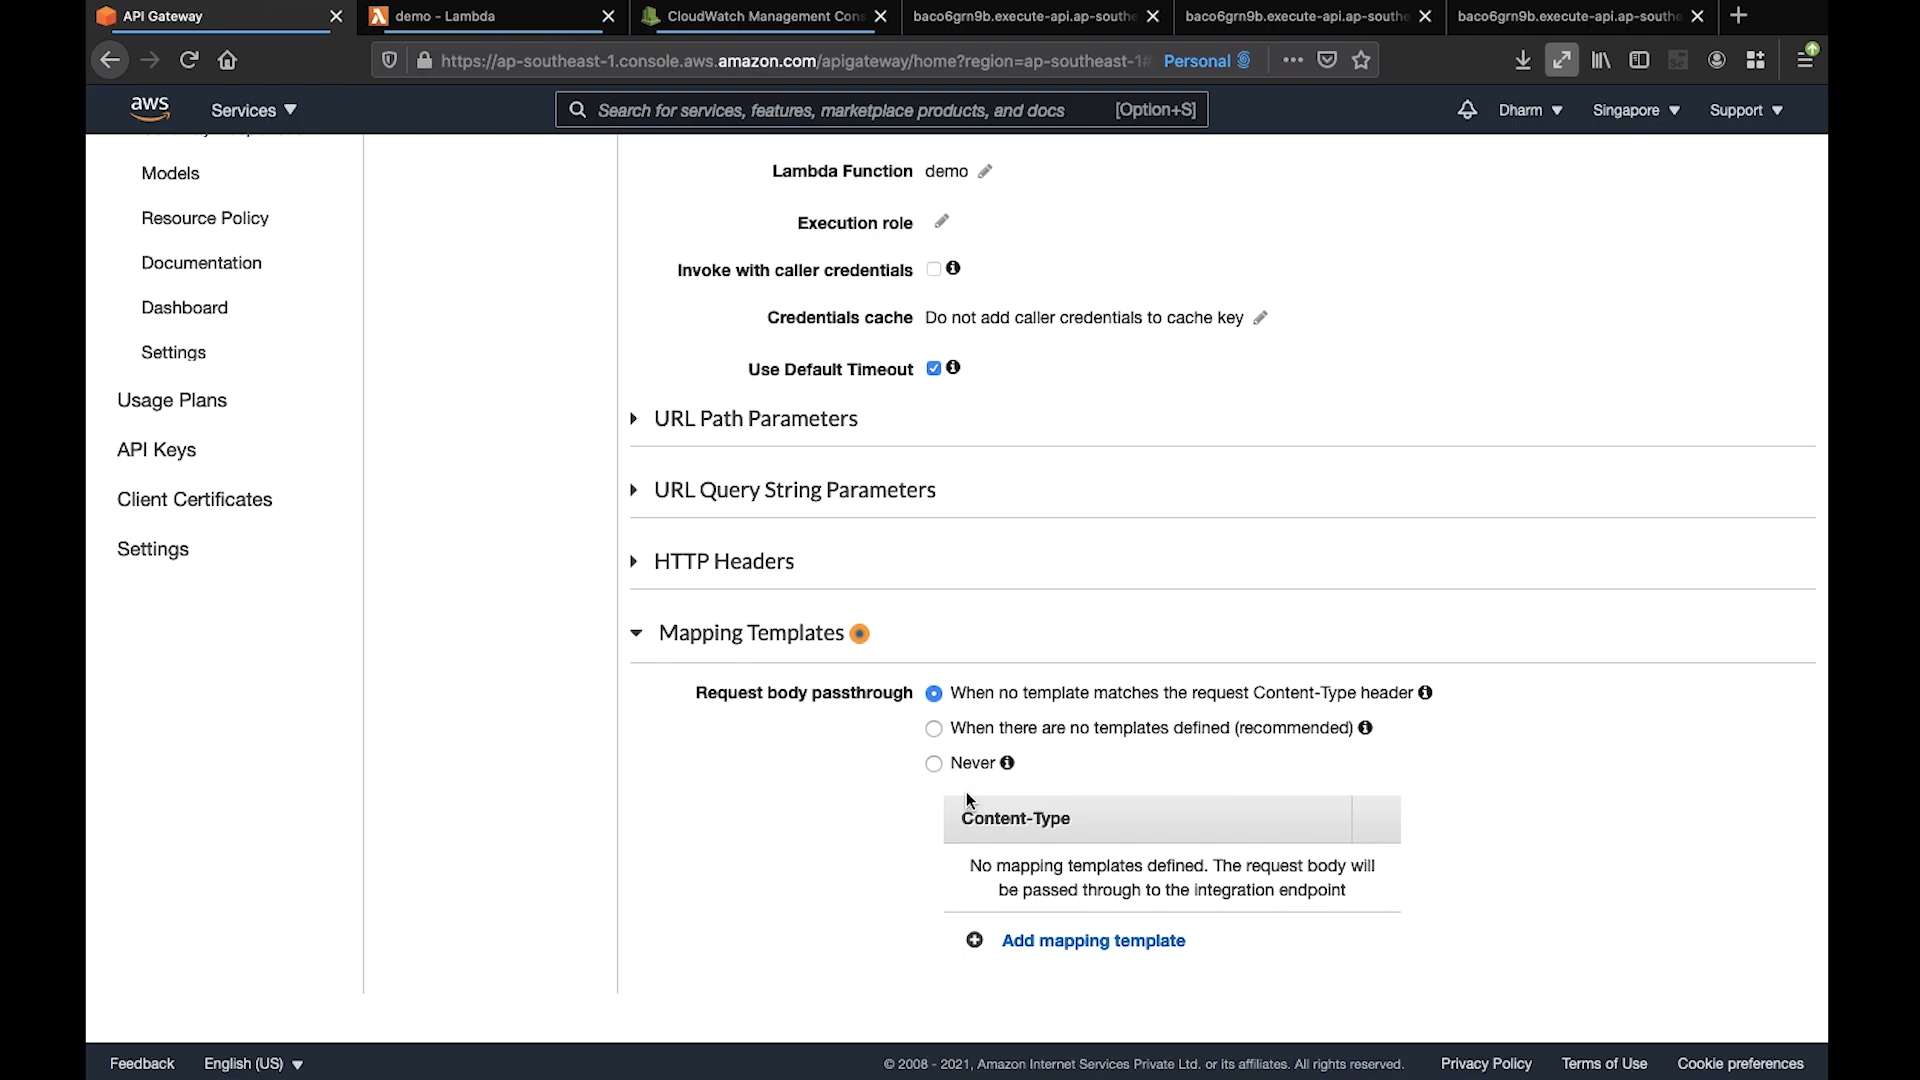 API Gateway
demo - Lambda
CloudWatch Management Cons
baco6grn9b.execute-api.ap-southe
baco6grn9b.execute-api.ap-southe
baco6grn9b.execute-api.ap-southe
https://ap-southeast-1.console.aws.amazon.com/apigateway/home?region=ap-southeast-1#
Personal
aws
Services
Search for services, features, marketplace products, and docs
[Option+S]
Dharm
Singapore
Support
Models
Resource Policy
Documentation
Dashboard
Settings
Usage Plans
API Keys
Client Certificates
Settings
Lambda Function demo
Execution role
Invoke with caller credentials
Credentials cache Do not add caller credentials to cache key
Use Default Timeout
URL Path Parameters
URL Query String Parameters
HTTP Headers
Mapping Templates
Request body passthrough When no template matches the request Content-Type header
When there are no templates defined (recommended)
Never
Content-Type
No mapping templates defined. The request body will
be passed through to the integration endpoint
Add mapping template
Feedback
English (US)
© 2008 - 2021, Amazon Internet Services Private Ltd. or its affiliates. All rights reserved.
Privacy Policy
Terms of Use
Cookie preferences